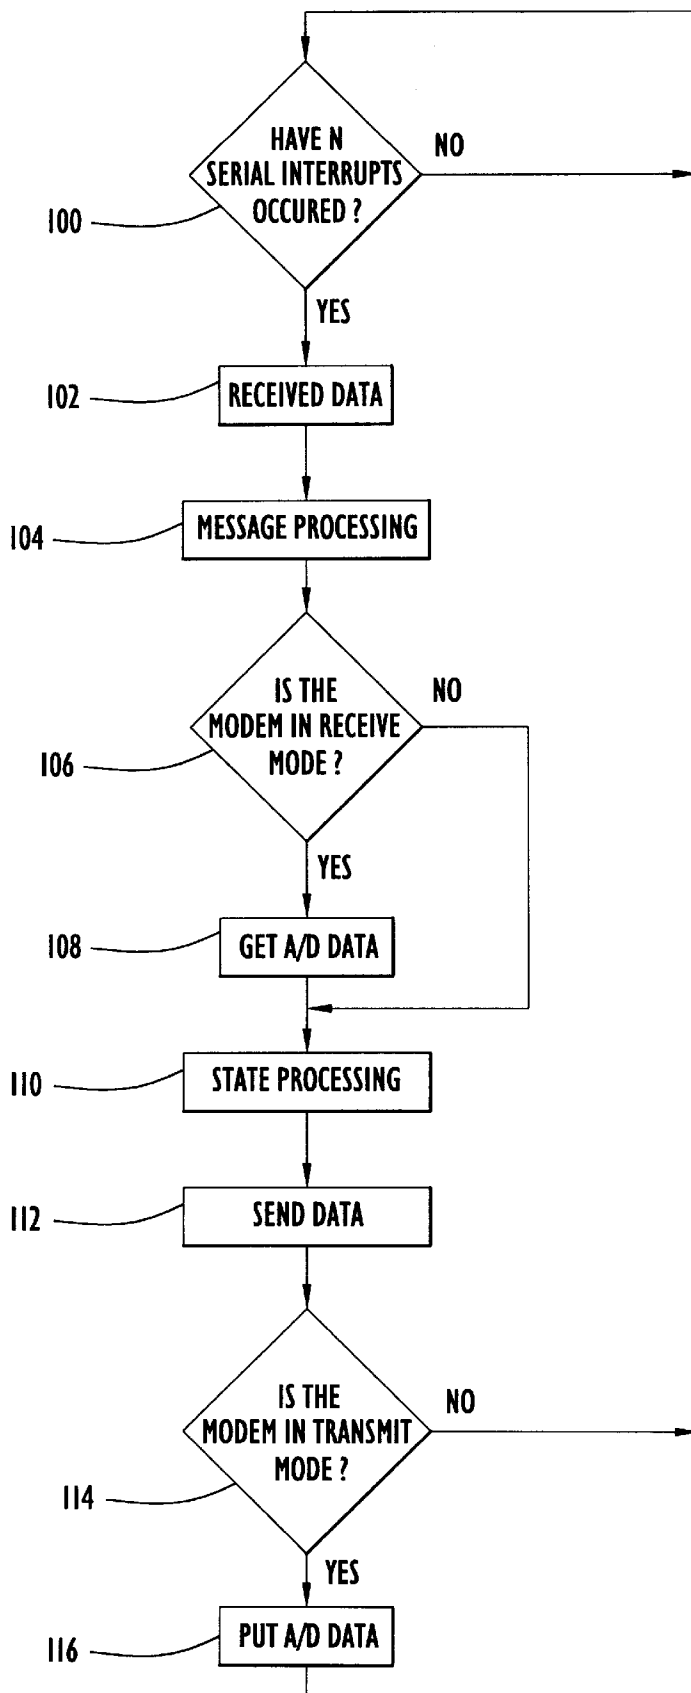 HAVE N
SERIAL INTERRUPTS
OCCURED ?
NO
100
YES
102
RECEIVED DATA
104
MESSAGE PROCESSING
IS THE
MODEM IN RECEIVE
MODE ?
NO
106
YES
108
GET A/D DATA
110
STATE PROCESSING
112
SEND DATA
IS THE
MODEM IN TRANSMIT
MODE ?
NO
114
YES
116
PUT A/D DATA